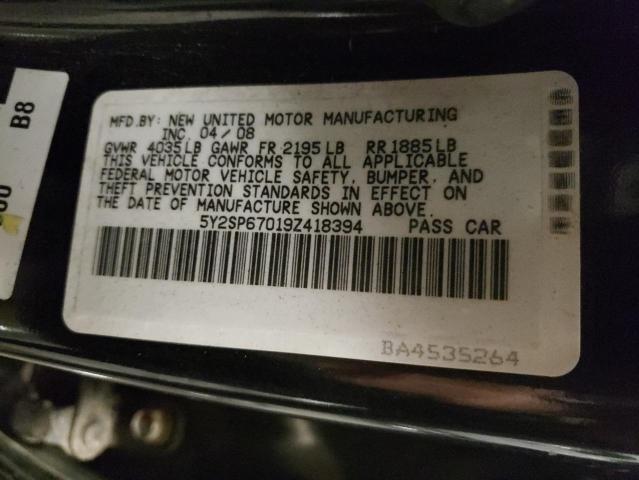 MFD.BY: NEW UNITED MOTOR MANUFACTURING
INC. 04/08
GVWR 4035LB GAWR FR 2195LB RR 1885LB
THIS VEHICLE CONFORMS TO ALL APPLICABLE
FEDERAL MOTOR VEHICLE SAFETY, BUMPER, AND
THEFT PREVENTION STANDARDS IN EFFECT ON
THE DATE OF MANUFACTURE SHOWN ABOVE.
5Y2SP67019Z418394 PASS CAR
BA4535264
B8